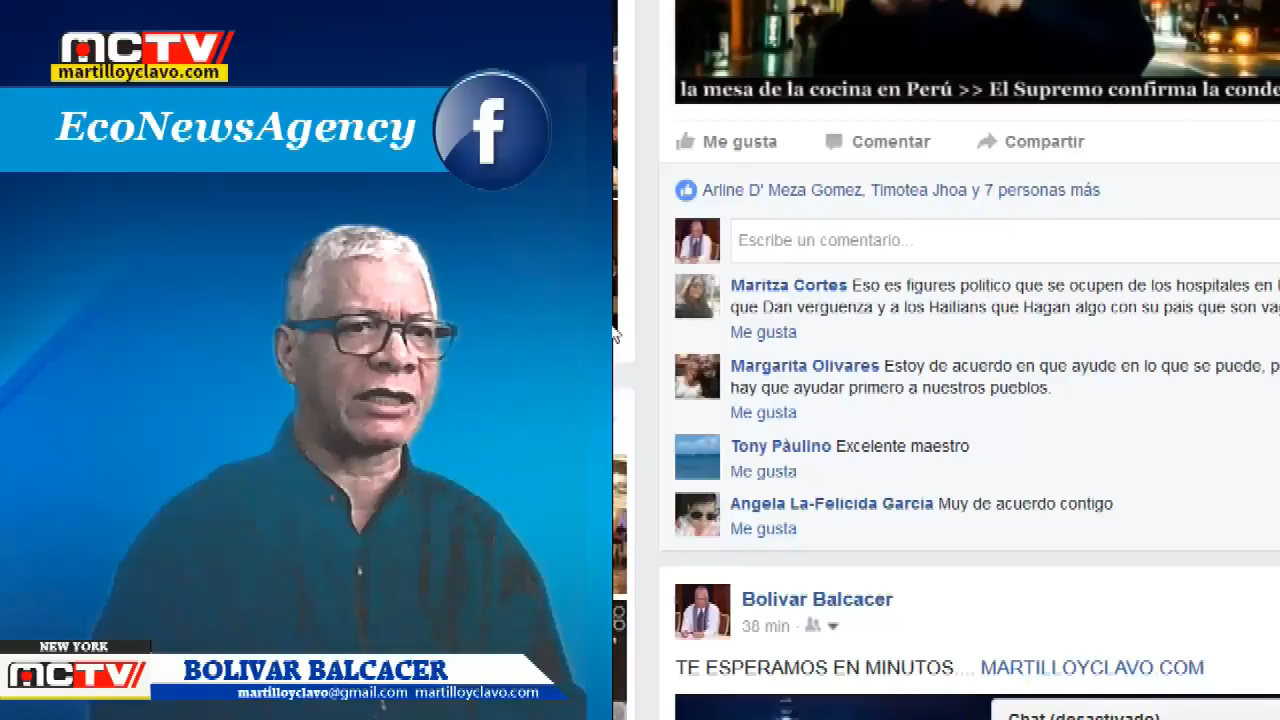 MCTV
martilloyclavo.com
EcoNewsAgency
f
NEW YORK
MCTV
BOLIVAR BALCACER
martilloyclavo@gmail.com martilloyclavo.com
la mesa de la cocina en Perú >> El Supremo confirma la conde
Me gusta Comentar Compartir
Arline D' Meza Gomez, Timotea Jhoa y 7 personas más
Escribe un comentario...
Maritza Cortes Eso es figures politico que se ocupen de los hospitales en
que Dan verguenza y a los Haitians que Hagan algo con su pais que son va
Me gusta
Margarita Olivares Estoy de acuerdo en que ayude en lo que se puede, p
hay que ayudar primero a nuestros pueblos.
Me gusta
Tony Pàulino Excelente maestro
Me gusta
Angela La-Felicida Garcia Muy de acuerdo contigo
Me gusta
Bolivar Balcacer
38 min
TE ESPERAMOS EN MINUTOS.... MARTILLOYCLAVO.COM
Chat (desactivado)